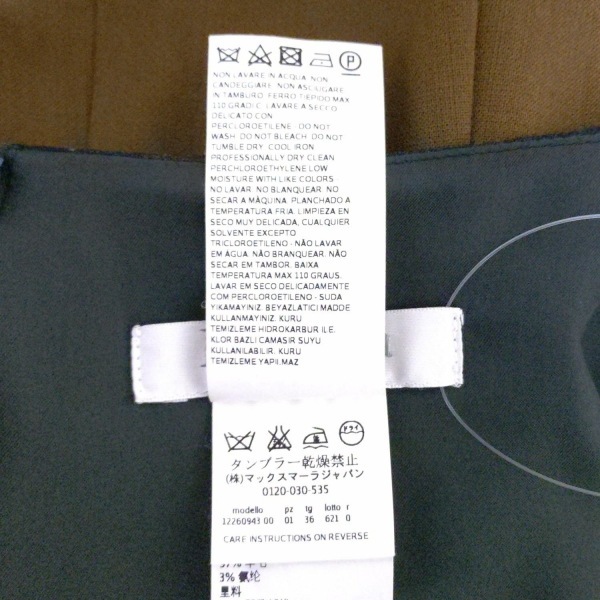 P
NON LAVARE IN ACQUA. NON
CANDEGGIARE. NON ASCIUGARE
IN TAMBURO. FERRO TIEPIDO MAX
110 GRADI C. LAVARE A SECCO
DELICATO CON
PERCLOROETILENE - DO NOT
WASH. DO NOT BLEACH. DO NOT
TUMBLE DRY. COOL IRON.
PROFESSIONALLY DRY CLEAN
PERCHLOROETHYLENE LOW
MOISTURE WITH LIKE COLORS -
NO LAVAR. NO BLANQUEAR. NO
SECAR A MÀQUINA. PLANCHADO A
TEMPERATURA FRIA. LIMPIEZA EN
SECO MUY DELICADA, CUALQUIER
SOLVENTE EXCEPTO
TRICLOROETILENO - NÃO LAVAR
EM ÁGUA. NÃO BRANQUEAR. NÃO
SECAR EM TAMBOR. BAIXA
TEMPERATURA MAX 110 GRAUS.
LAVAR EM SECO DELICADAMENTE
COM PERCLOROETILENO - SUDA
YIKAMAYINIZ. BEYAZLATICI MADDE
KULLANMAYINIZ. KURU
TEMIZLEME HIDROKARBUR ILE.
KLOR BAZLI CAMASIR SUYU
KULLANILABILIR. KURU
TEMIZLEME YAPILMAZ
ドライ
タンブラー乾燥禁止
(株)マックスマーラジャパン
0120-030-535
modello pz tg lotto r
12260943 00 01 36 621 0
CARE INSTRUCTIONS ON REVERSE
3% 氨纶
里料